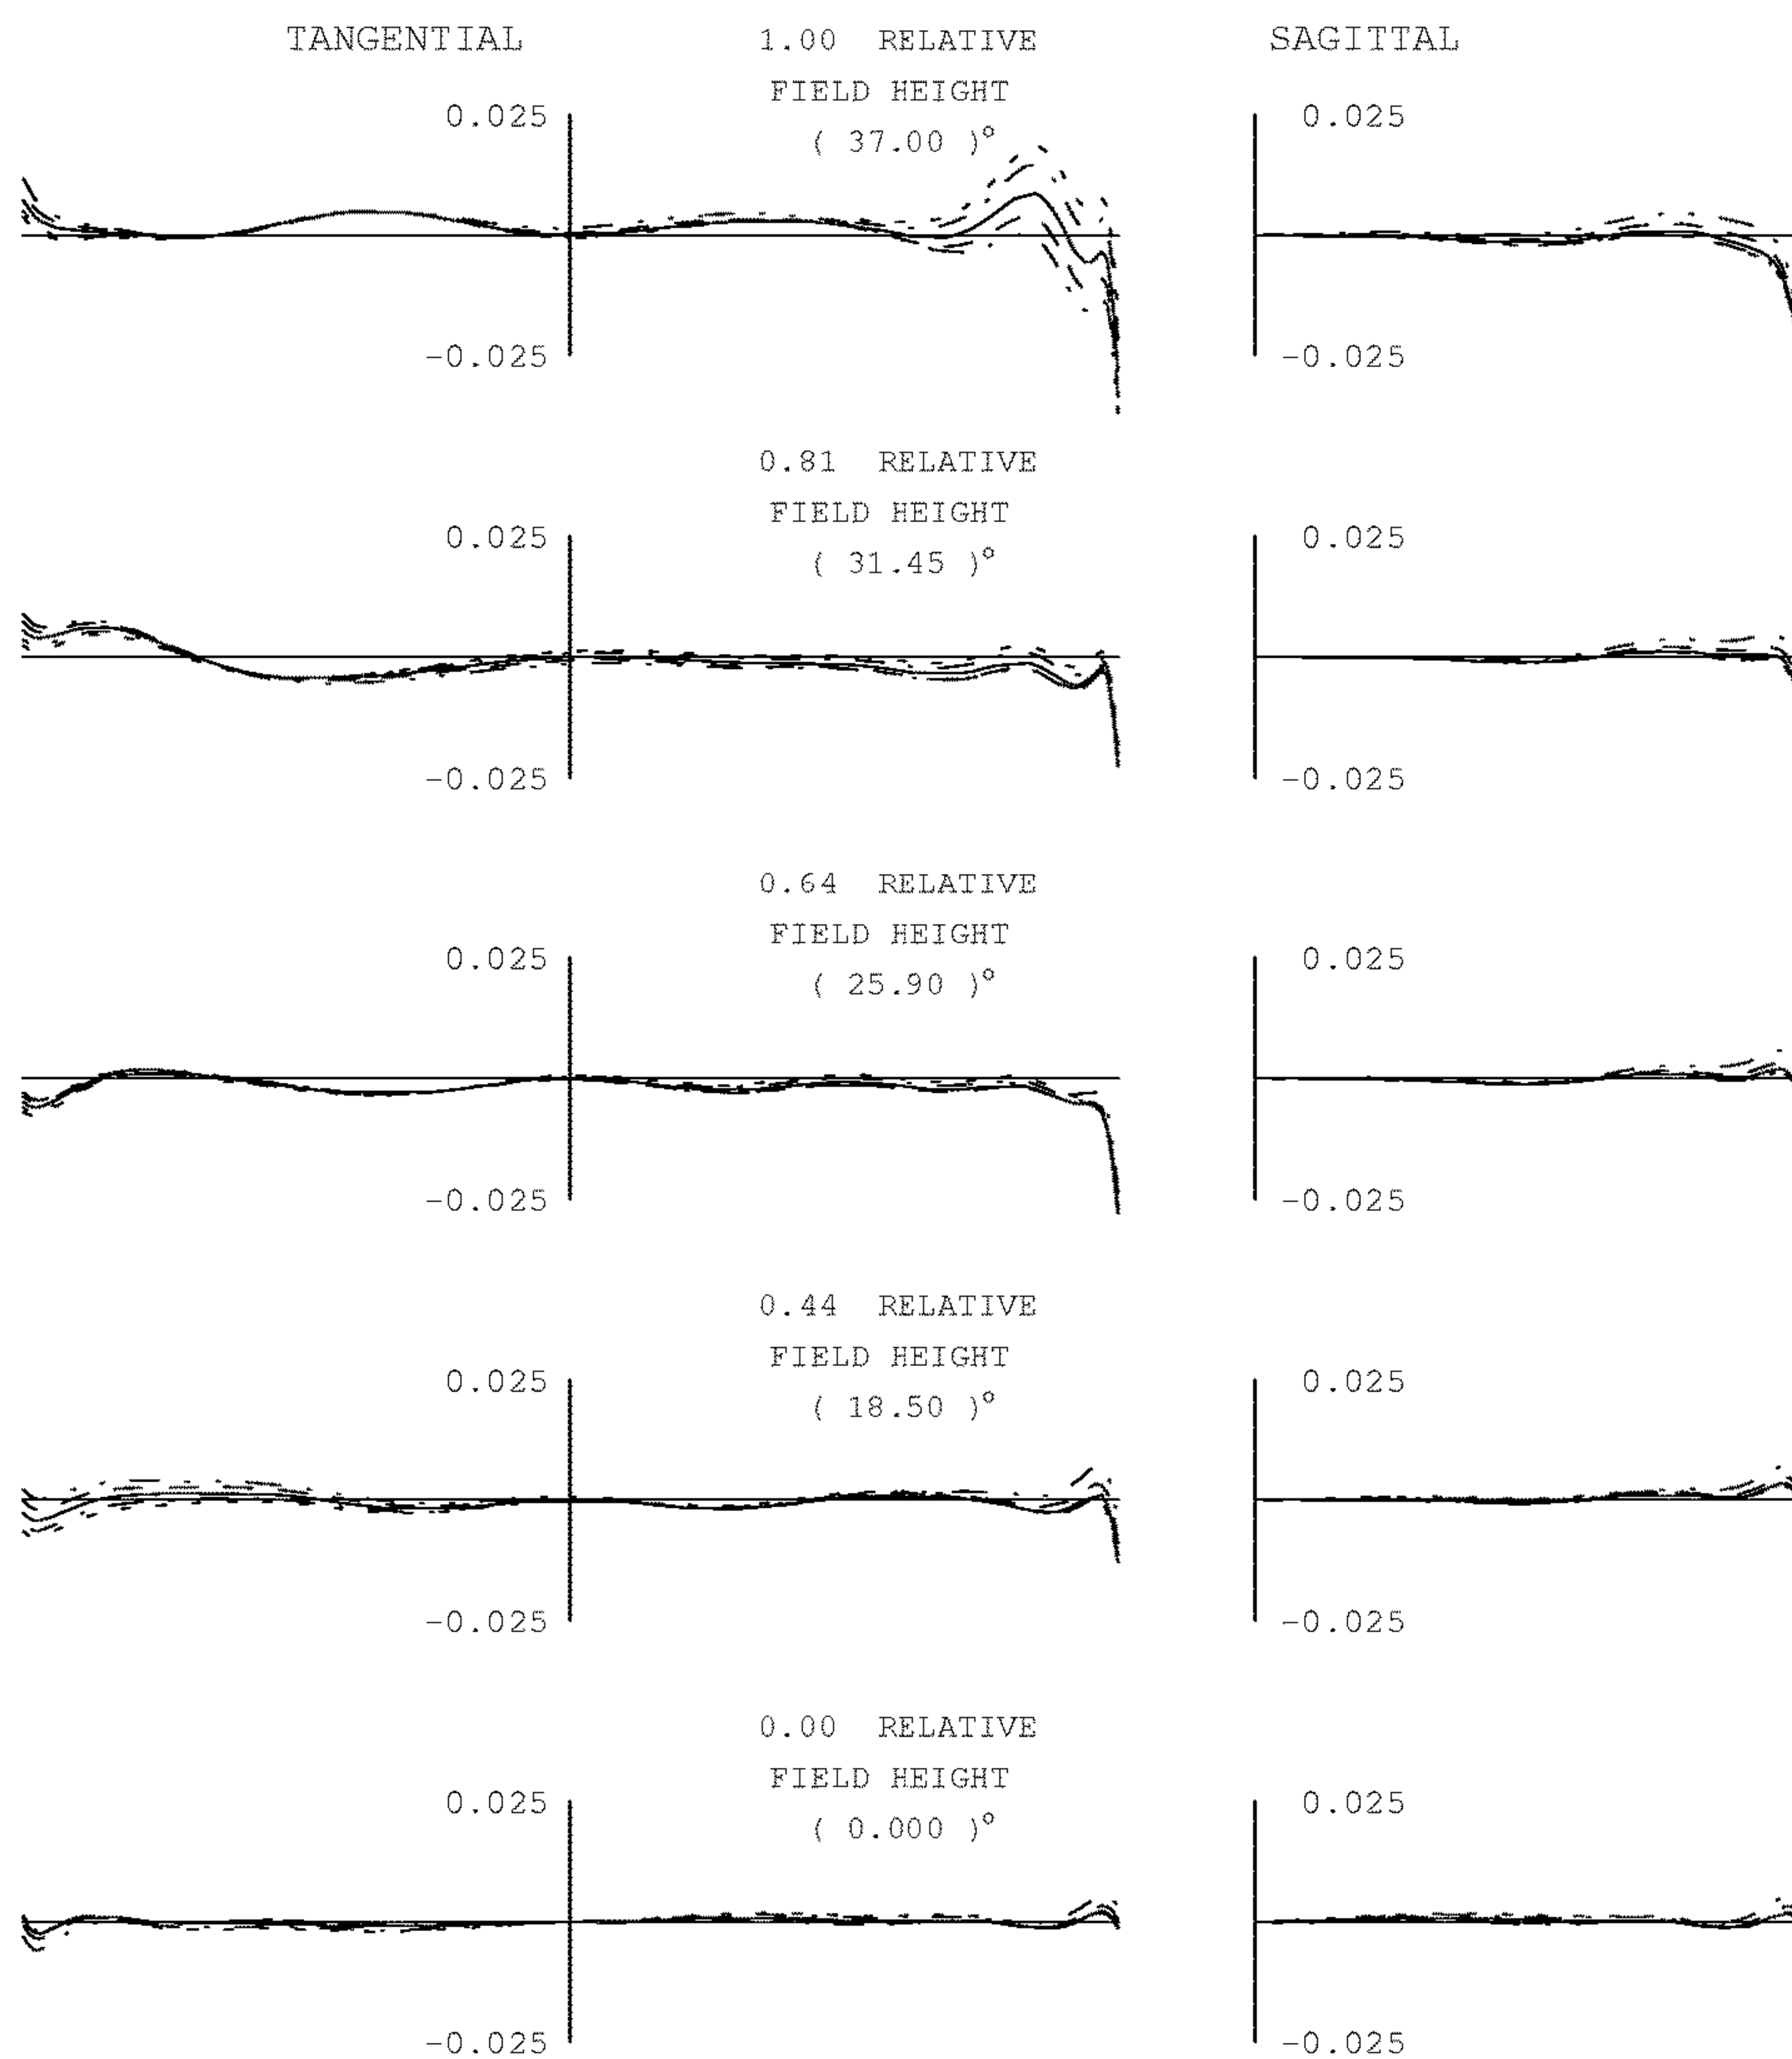 TANGENTIAL 1.00 RELATIVE SAGITTAL
FIELD HEIGHT
0.025 ( 37.00 )° 0.025
-0.025 -0.025
0.81 RELATIVE
FIELD HEIGHT
0.025 ( 31.45 )° 0.025
-0.025 -0.025
0.64 RELATIVE
FIELD HEIGHT
0.025 ( 25.90 )° 0.025
-0.025 -0.025
0.44 RELATIVE
FIELD HEIGHT
0.025 ( 18.50 )° 0.025
-0.025 -0.025
0.00 RELATIVE
FIELD HEIGHT
0.025 ( 0.000 )° 0.025
-0.025 -0.025